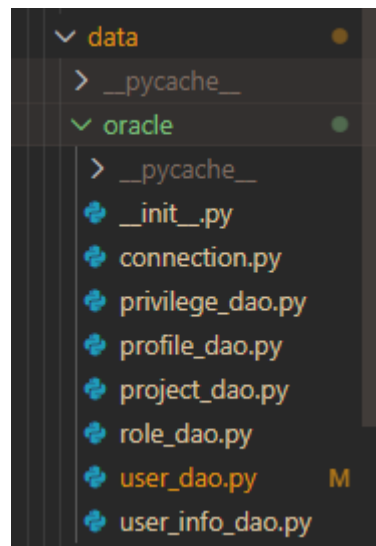 data
__pycache__
oracle
__pycache__
__init__.py
connection.py
privilege_dao.py
profile_dao.py
project_dao.py
role_dao.py
user_dao.py M
user_info_dao.py